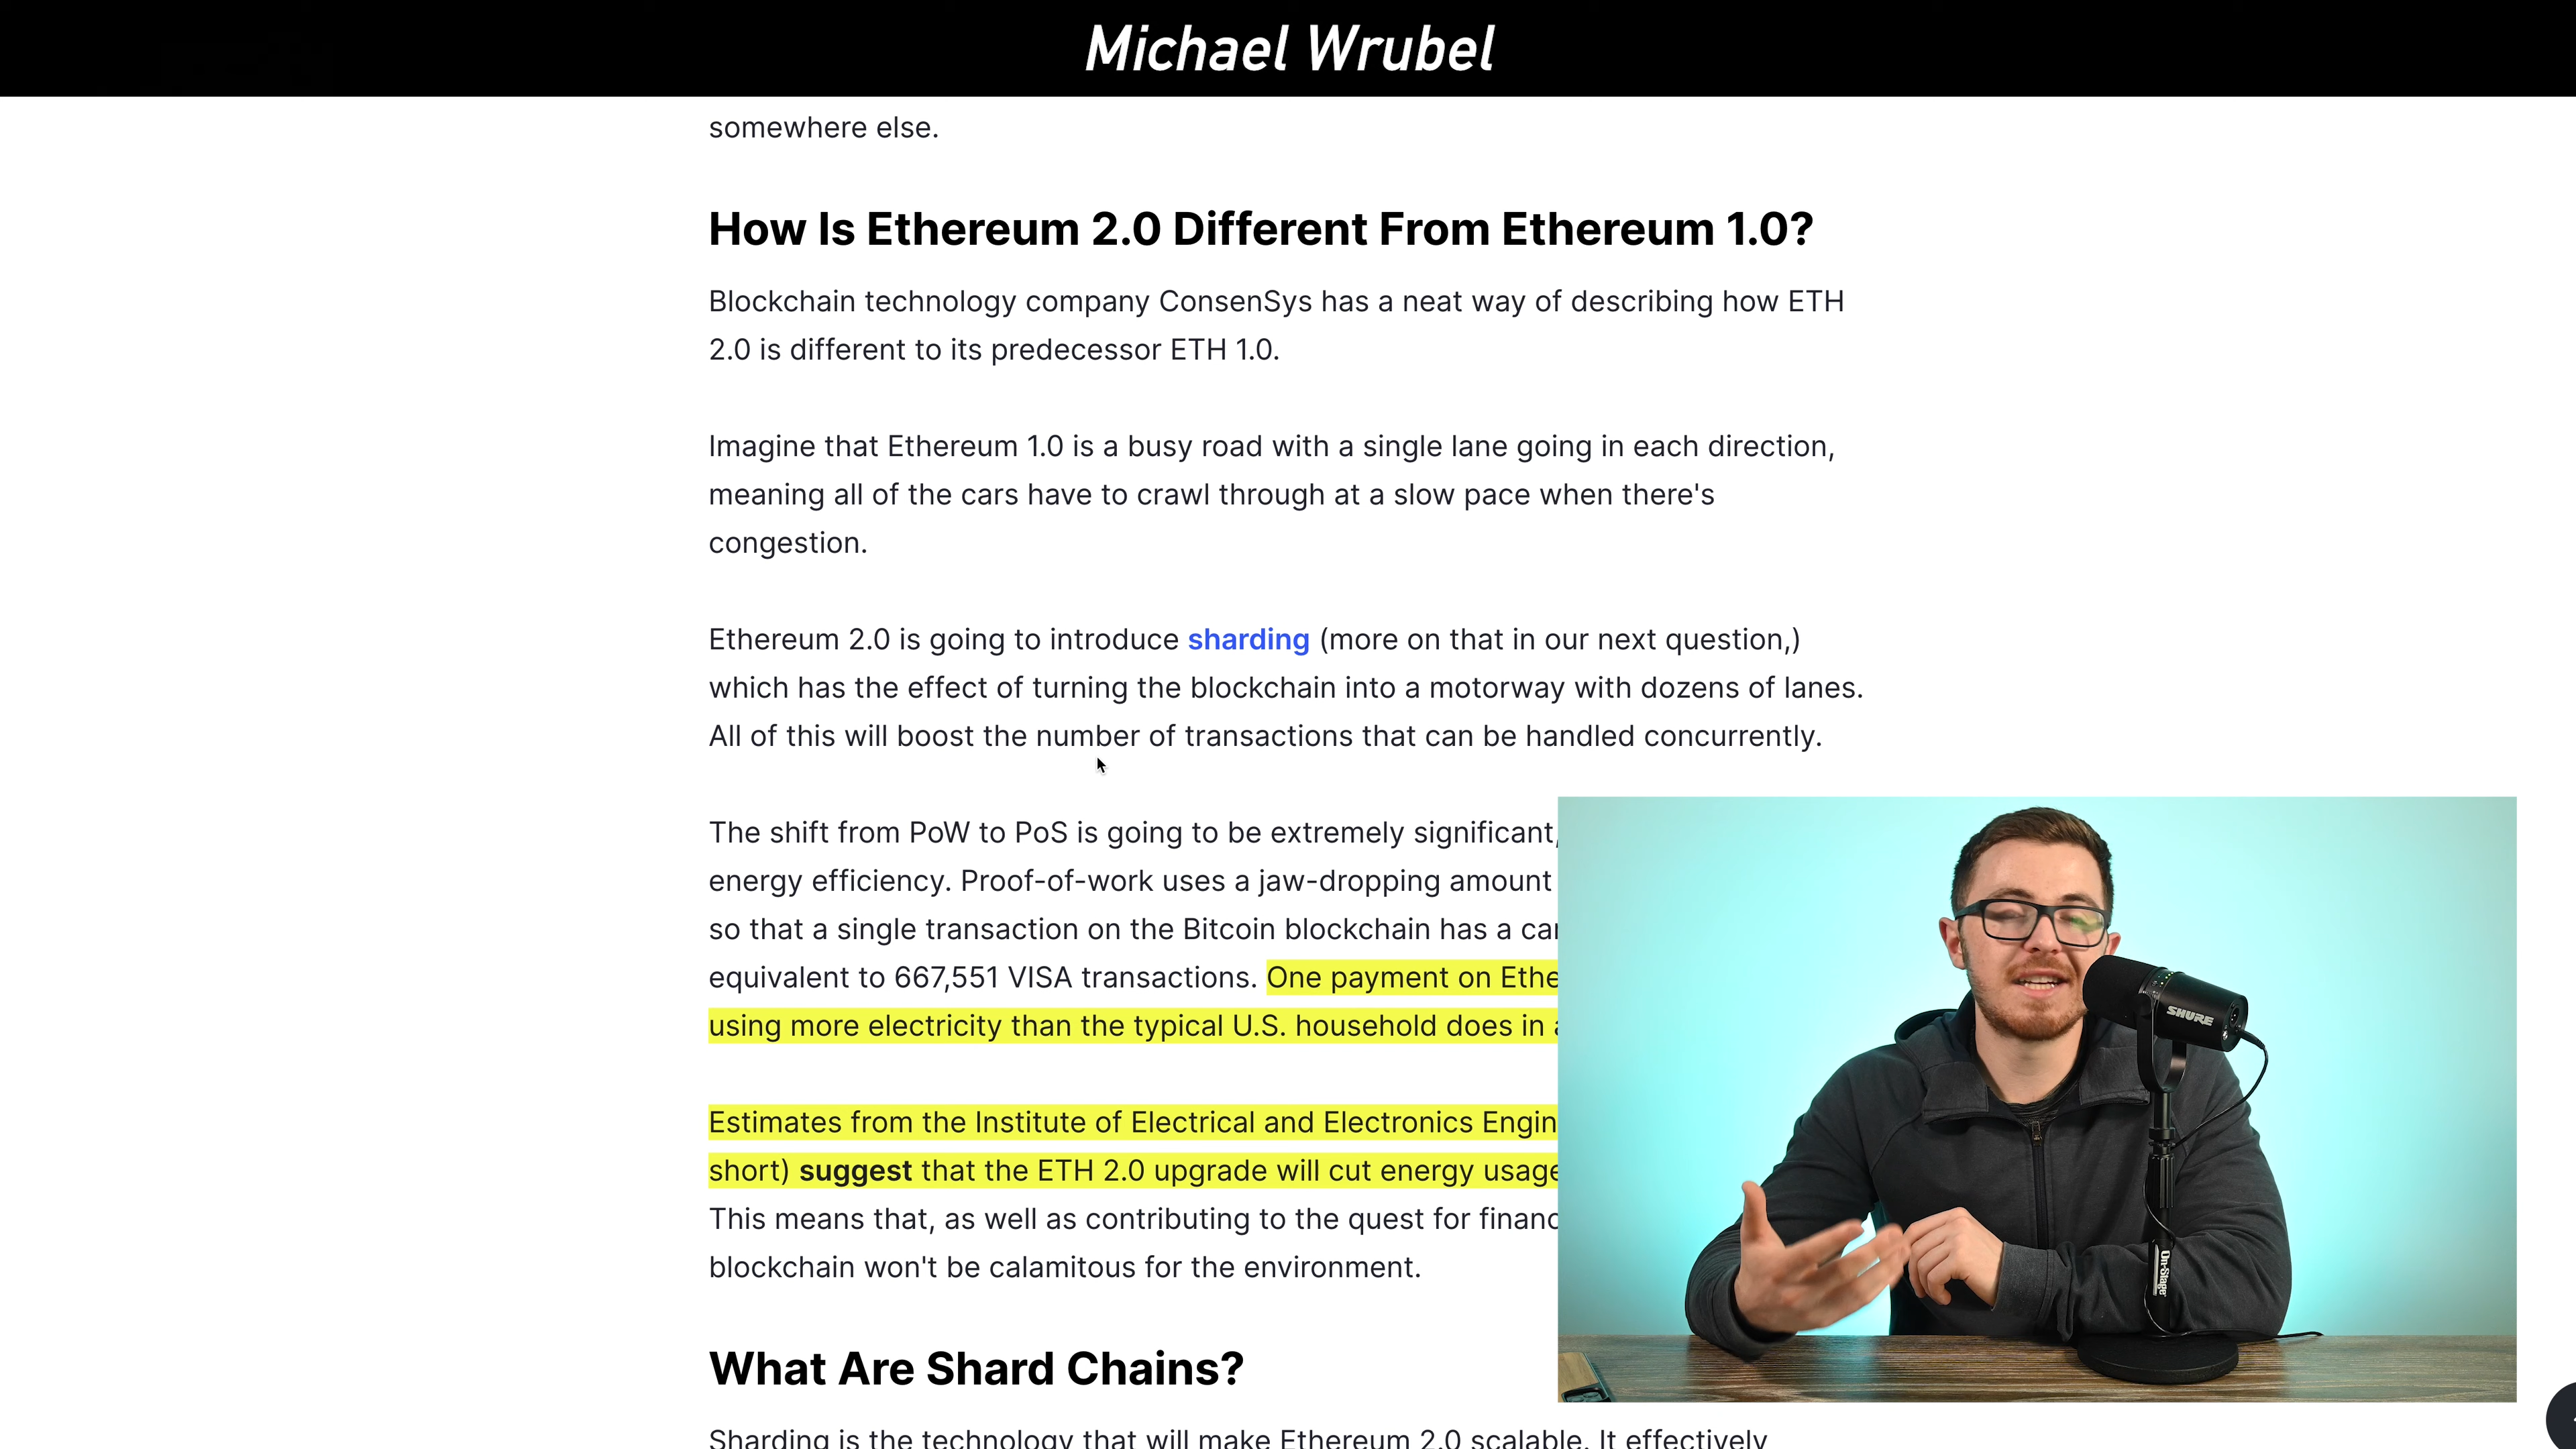 Michael Wrubel
somewhere else.
How Is Ethereum 2.0 Different From Ethereum 1.0?
Blockchain technology company ConsenSys has a neat way of describing how ETH
2.0 is different to its predecessor ETH 1.0.
Imagine that Ethereum 1.0 is a busy road with a single lane going in each direction,
meaning all of the cars have to crawl through at a slow pace when there's
congestion.
Ethereum 2.0 is going to introduce sharding (more on that in our next question,)
which has the effect of turning the blockchain into a motorway with dozens of lanes.
All of this will boost the number of transactions that can be handled concurrently.
The shift from PoW to PoS is going to be extremely significant,
energy efficiency. Proof-of-work uses a jaw-dropping amount
so that a single transaction on the Bitcoin blockchain has a
equivalent to 667,551 VISA transactions. One payment on
using more electricity than the typical U.S. household does in
Estimates from the Institute of Electrical and Electronics
short) suggest that the ETH 2.0 upgrade will cut energy usage
This means that, as well as contributing to the quest for
blockchain won't be calamitous for the environment.
SHURE
On-Stage
What Are Shard Chains?
Sharding is the technology that will make Ethereum 2.0 scalable. It effectively